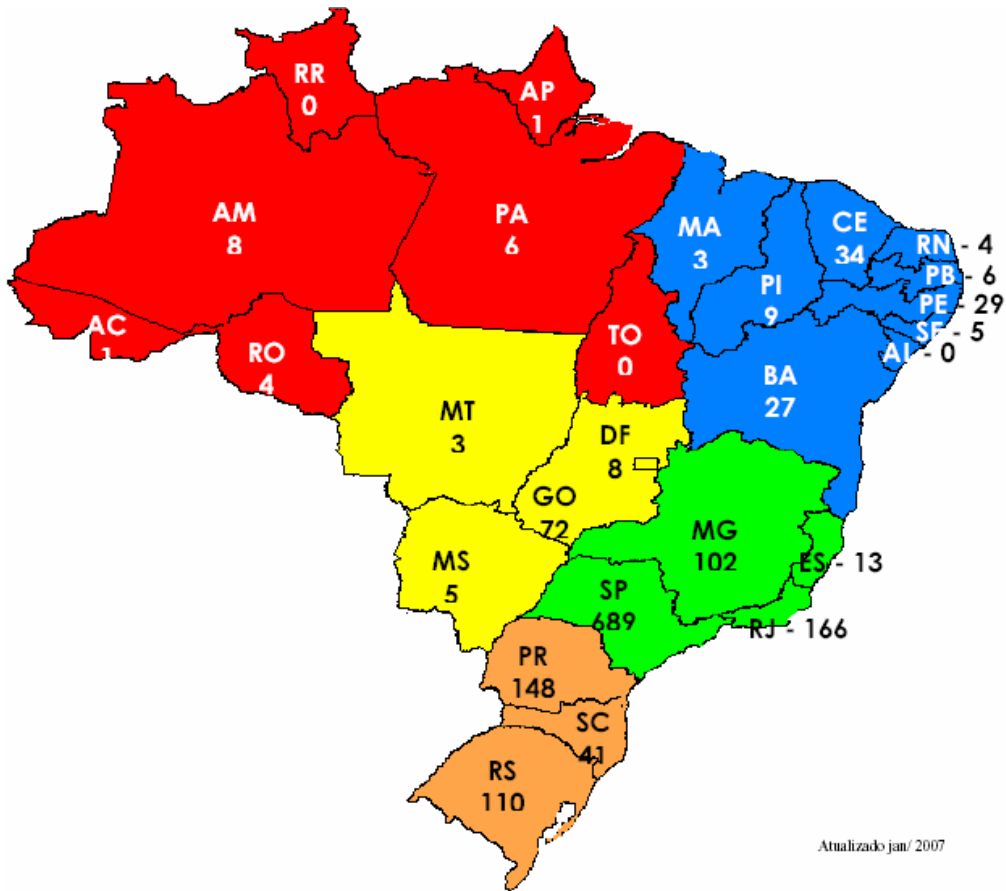 RR
0
AP
1
AM
8
PA
6
MA
3
CE
34
RN - 4
PB - 6
PI
9
PE - 29
SE - 5
AL - 0
AC
1
RO
4
TO
0
BA
27
MT
3
DF
8
GO
72
MG
102
MS
5
ES - 13
SP
689
RJ - 166
PR
148
SC
41
RS
110
Atualizado jan/ 2007